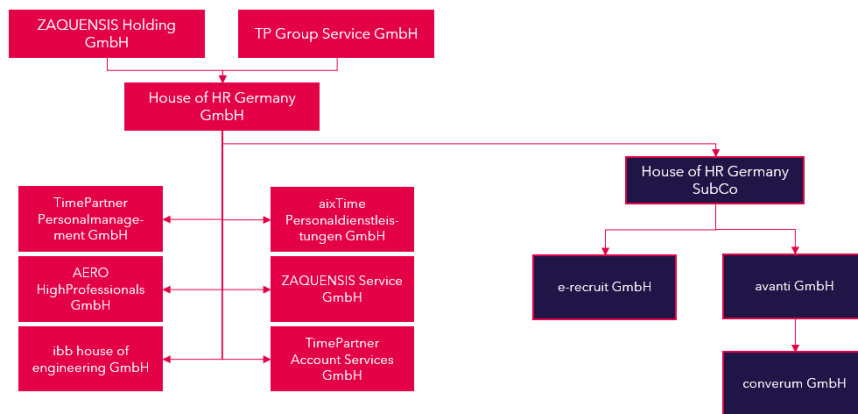 ZAQUENSIS Holding
GmbH
TP Group Service GmbH
House of HR Germany
GmbH
House of HR Germany
SubCo
TimePartner
Personalmanage-
ment GmbH
aixTime
Personaldienstleis-
tungen GmbH
AERO
HighProfessionals
GmbH
ZAQUENSIS Service
GmbH
e-recruit GmbH
avanti GmbH
ibb house of
engineering GmbH
TimePartner
Account Services
GmbH
converum GmbH